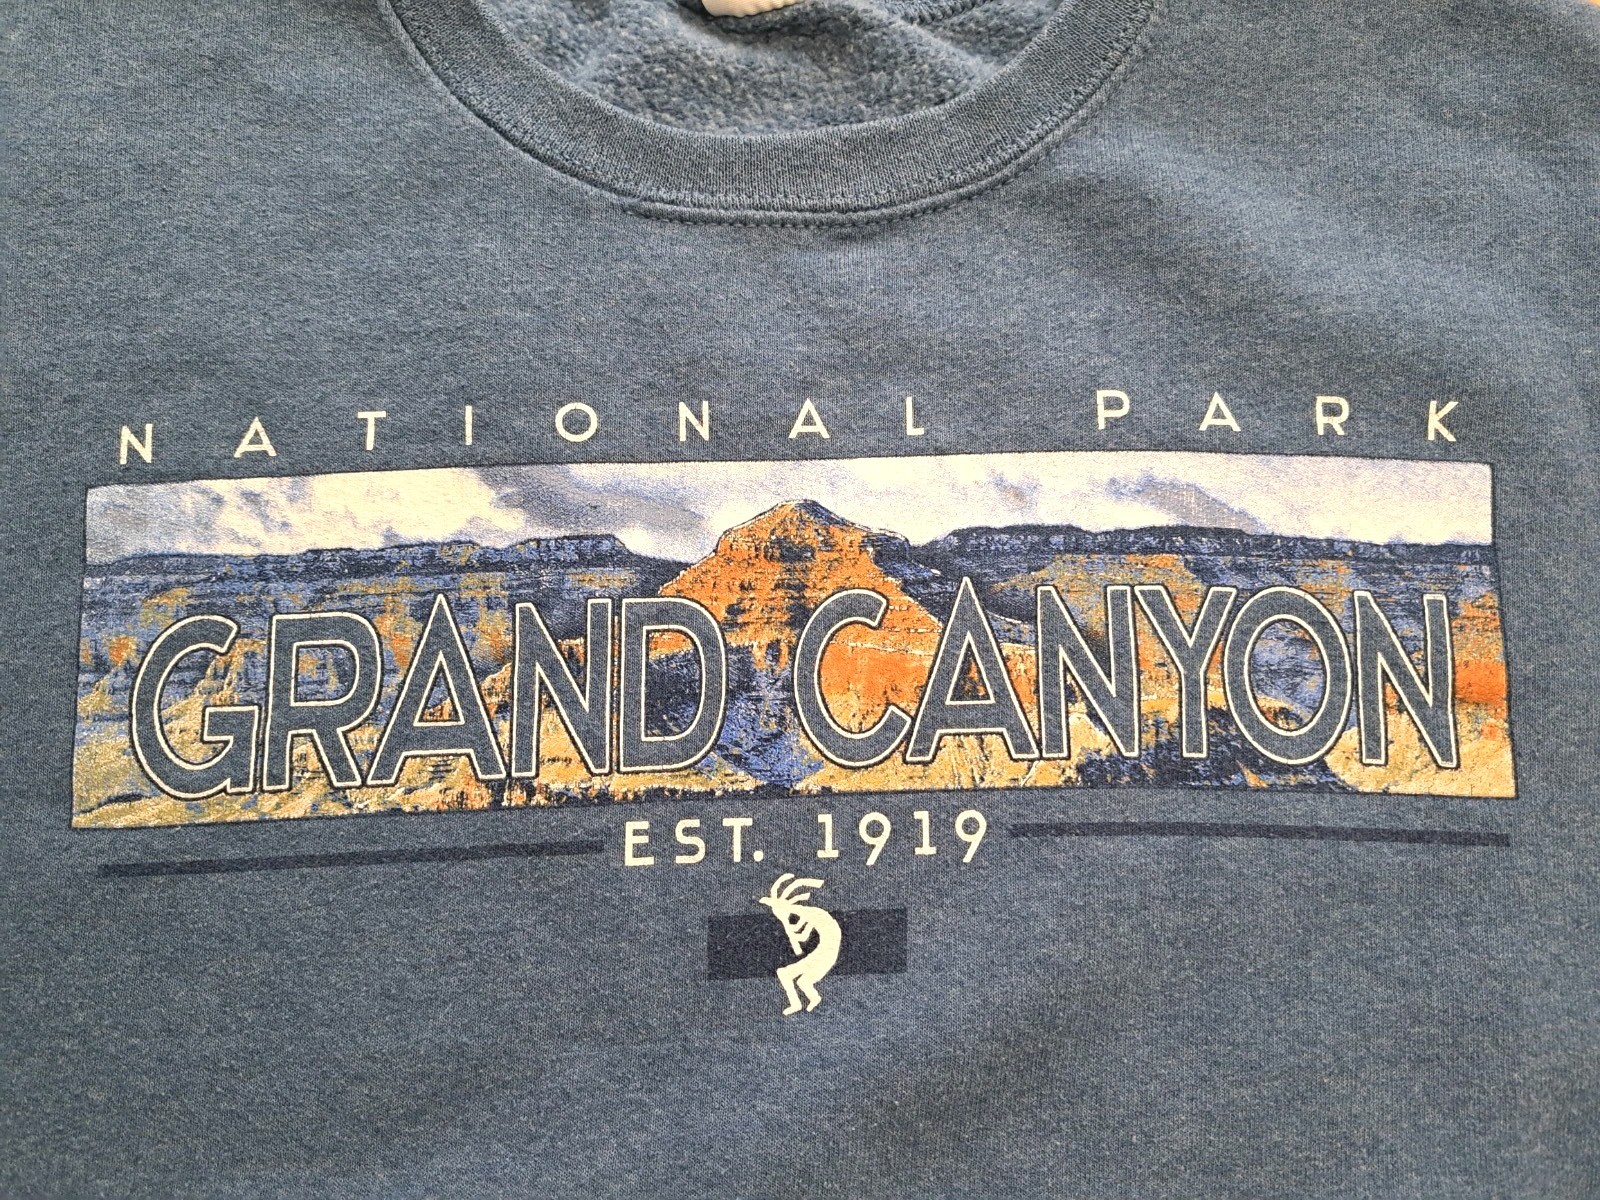 NATIONAL PARK
GRAND CANYON
EST. 1919